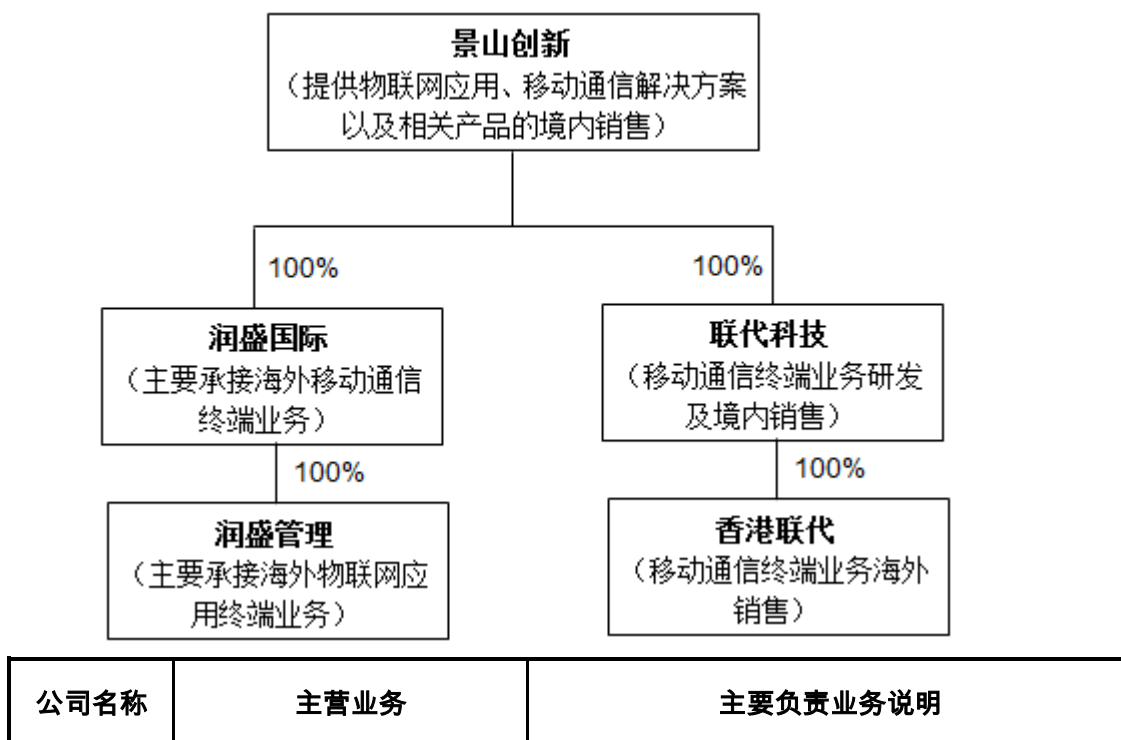 景山创新
（提供物联网应用、移动通信解决方案
以及相关产品的境内销售）
100%
100%
润盛国际
（主要承接海外移动通信
终端业务）
联代科技
（移动通信终端业务研发
及境内销售）
100%
100%
润盛管理
（主要承接海外物联网应
用终端业务）
香港联代
（移动通信终端业务海外
销售）
公司名称
主营业务
主要负责业务说明